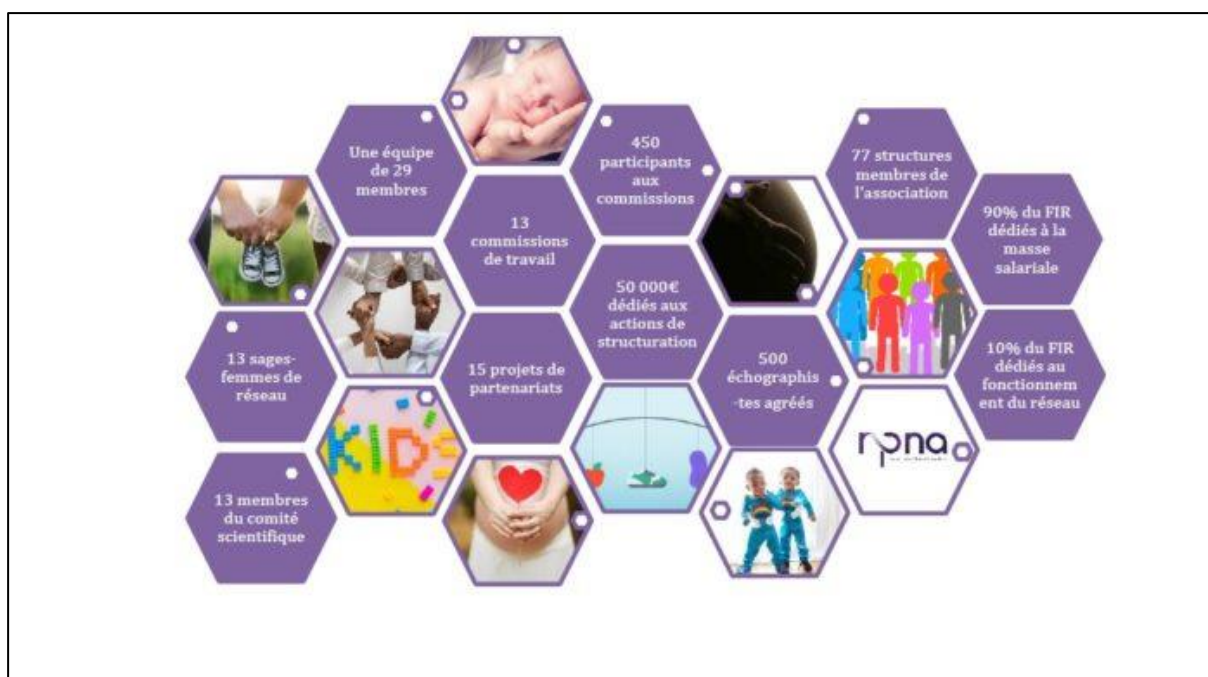 Une équipe
de 29
membres
450
participants
aux
commissions
77 structures
membres de
l'association
13
commissions
de travail
90% du FIR
dédiés à la
masse
salariale
50 000€
dédiés aux
actions de
structuration
13 sages-
femmes de
réseau
15 projets de
partenariats
500
échographis
-tes agréés
10% du FIR
dédiés au
fonctionnem
ent du réseau
KIDS
rpna
13 membres
du comité
scientifique